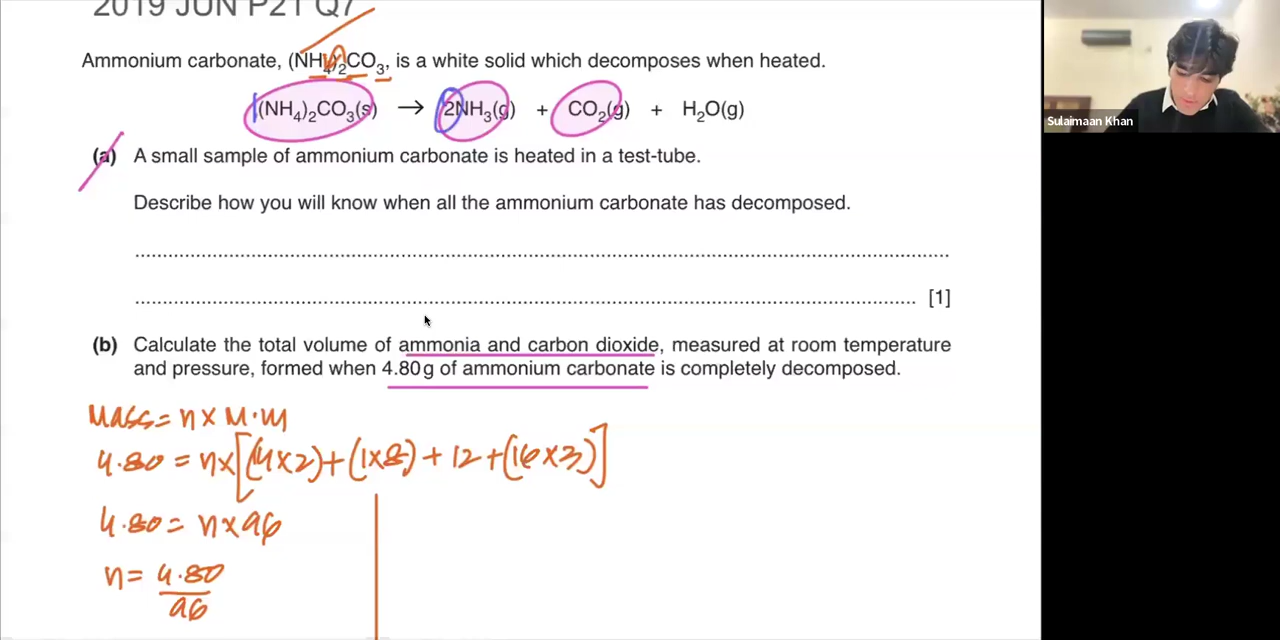 2019 JUN P21 Q7
Ammonium carbonate, (NH₄)₂CO₃, is a white solid which decomposes when heated.
(NH₄)₂CO₃(s) → 2NH₃(g) + CO₂(g) + H₂O(g)
Sulaimaan Khan
(a) A small sample of ammonium carbonate is heated in a test-tube.
Describe how you will know when all the ammonium carbonate has decomposed.
[1]
(b) Calculate the total volume of ammonia and carbon dioxide, measured at room temperature
and pressure, formed when 4.80 g of ammonium carbonate is completely decomposed.
Mass = n × M·M
4.80 = n × [(14×2) + (1×8) + 12 + (16×3)]
4.80 = n × 96
n = 4.80
96